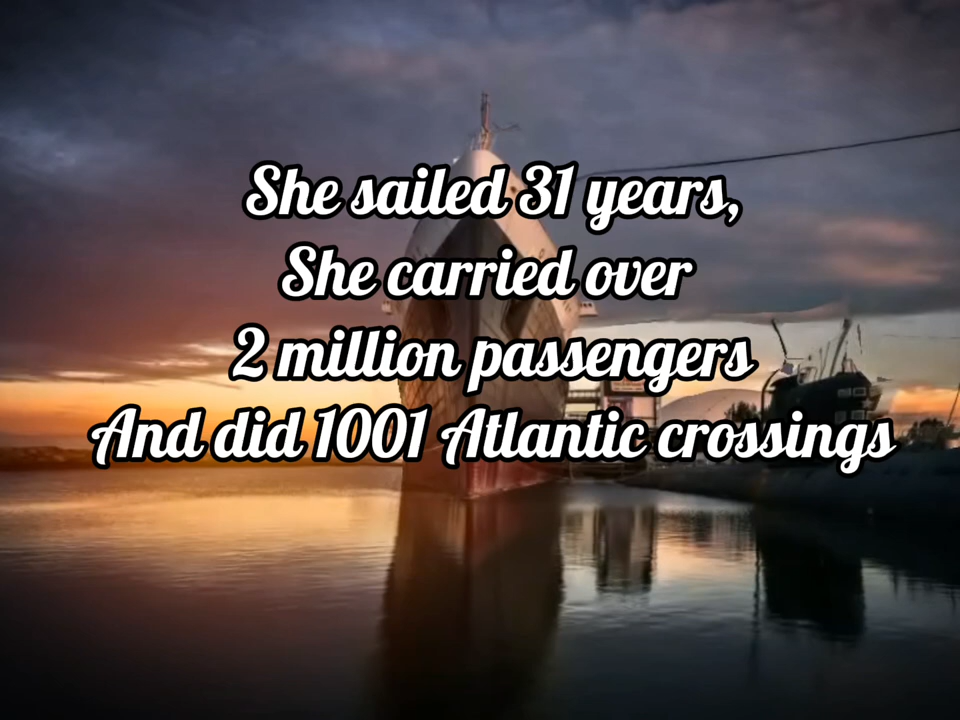 She sailed 31 years,
She carried over
2 million passengers
And did 1001 Atlantic crossings